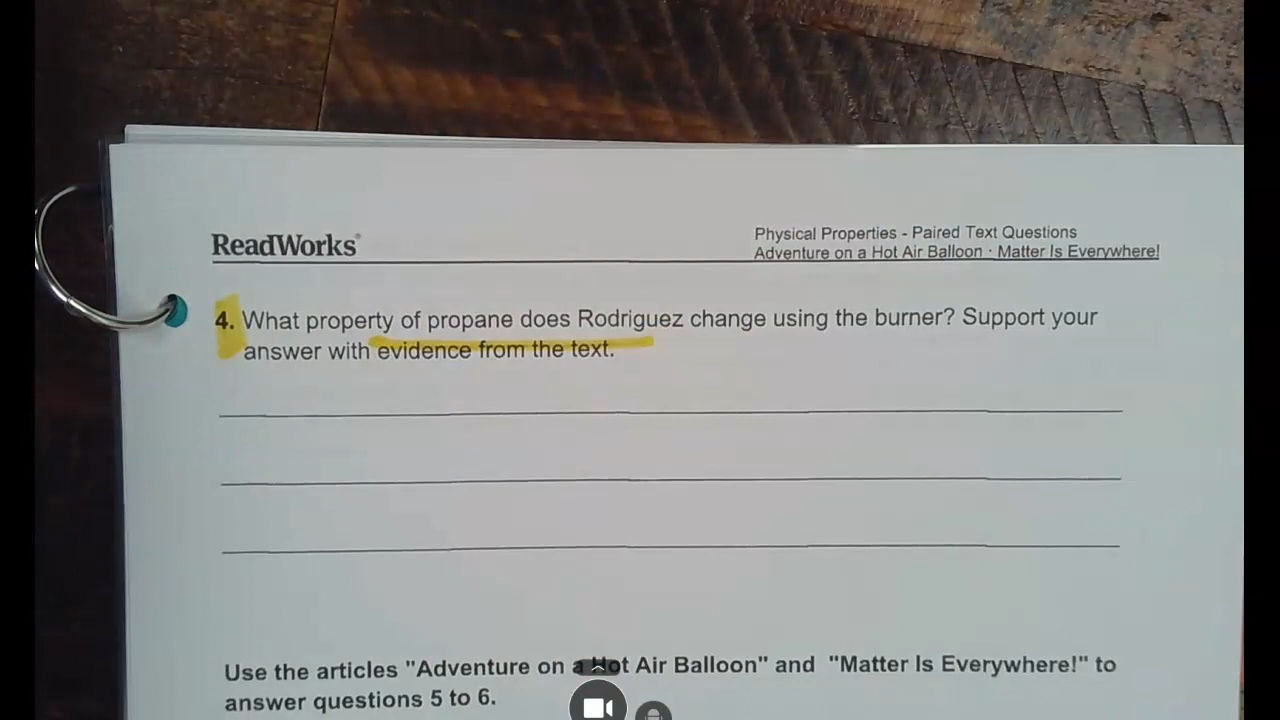 ReadWorks®
Physical Properties - Paired Text Questions
Adventure on a Hot Air Balloon · Matter Is Everywhere!
4. What property of propane does Rodriguez change using the burner? Support your
answer with evidence from the text.
Use the articles "Adventure on a Hot Air Balloon" and "Matter Is Everywhere!" to
answer questions 5 to 6.